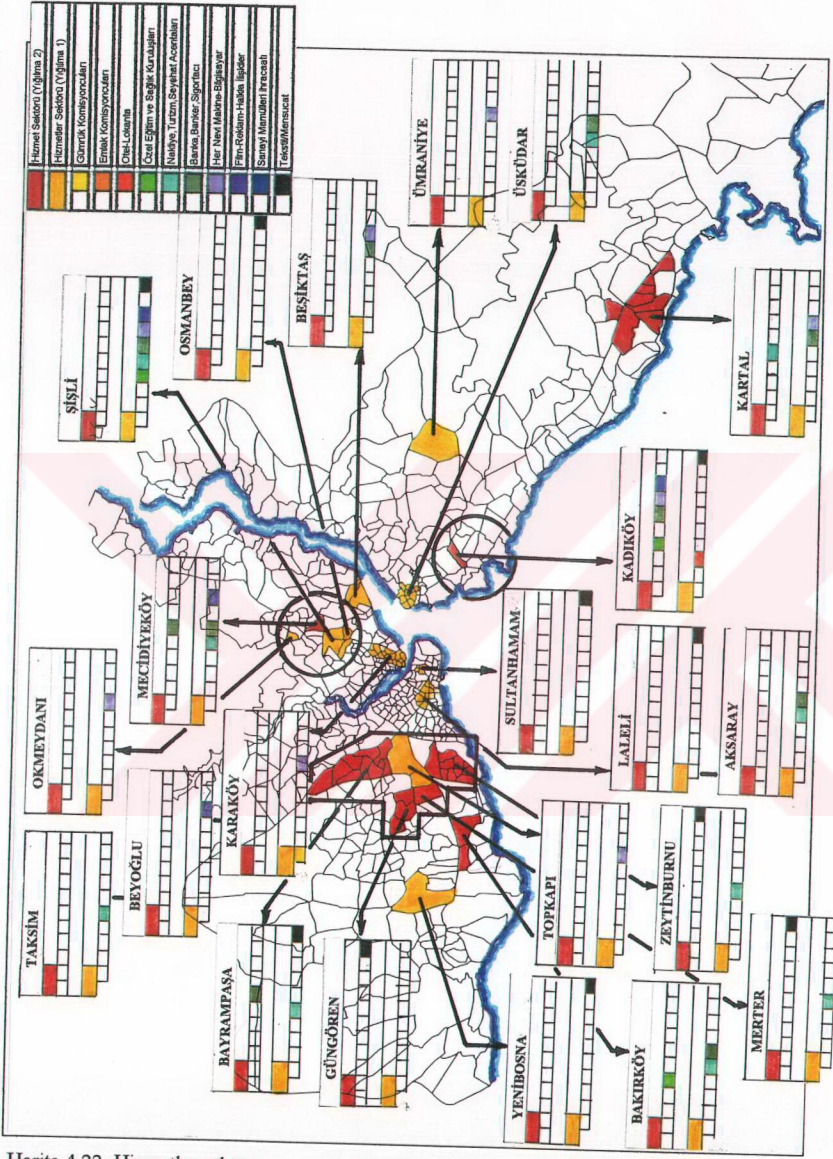 Hizmet Sektörü (Yığılma 2)
Hizmetler Sektörü (Yığılma 1)
Gümrük Komisyoncuları
Emlak Komisyoncuları
Otel-Lokanta
Özel Eğitim ve Sağlık Kuruluşları
Nakliye,Turizm,Seyehat Acentaları
Banka,Banker,Sigortacı
Her Nevi Makine-Bilgisayar
Film-Reklam-Halkla İlişkiler
Sanayi Mamülleri İhracaatı
Tekstil/Mensucat
ŞİŞLİ
OSMANBEY
BEŞİKTAŞ
ÜMRANİYE
ÜSKÜDAR
KARTAL
KADIKÖY
MECİDİYEKÖY
OKMEYDANI
KARAKÖY
BEYOĞLU
TAKSİM
SULTANHAMAM
LALELİ
AKSARAY
BAYRAMPAŞA
GÜNGÖREN
TOPKAPI
ZEYTİNBURNU
YENİBOSNA
BAKIRKÖY
MERTER
Harita 4.22.